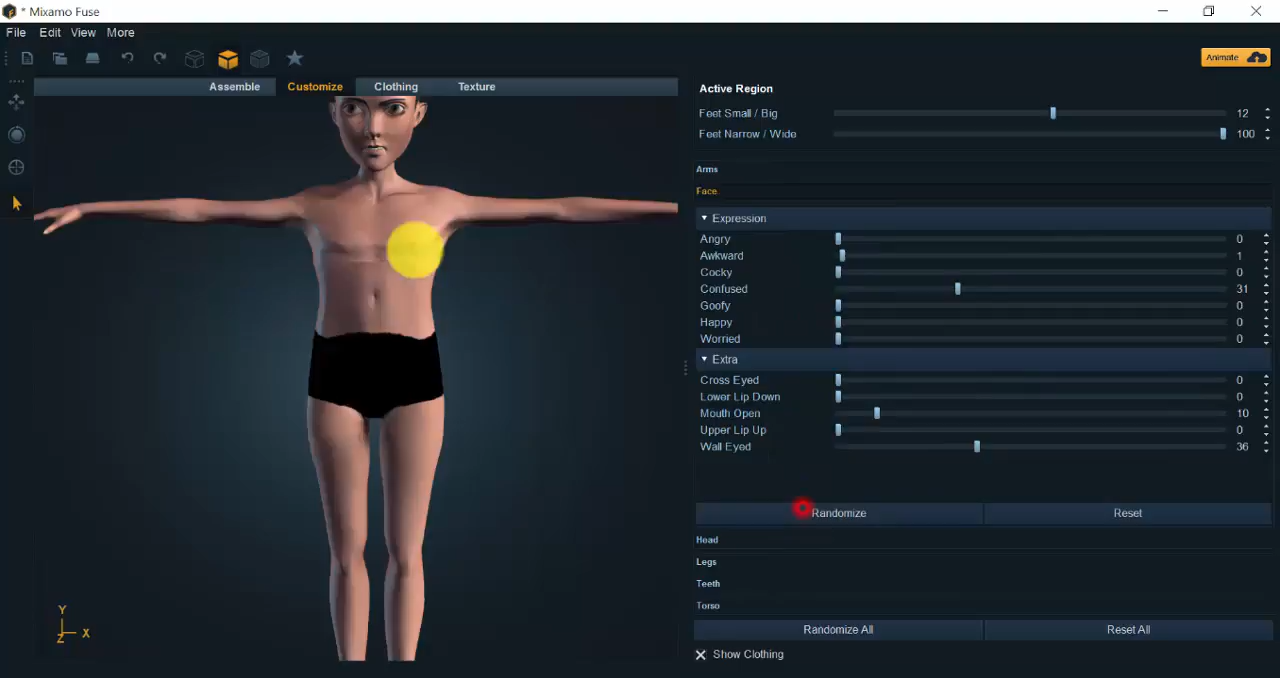 * Mixamo Fuse
File Edit View More
Animate
Assemble Customize Clothing Texture
Active Region
Feet Small / Big 12
Feet Narrow / Wide 100
Arms
Face
Expression
Angry 0
Awkward 1
Cocky 0
Confused 31
Goofy 0
Happy 0
Worried 0
Extra
Cross Eyed 0
Lower Lip Down 0
Mouth Open 10
Upper Lip Up 0
Wall Eyed 36
Randomize Reset
Head
Legs
Teeth
Torso
Randomize All Reset All
Show Clothing
Y
Z X